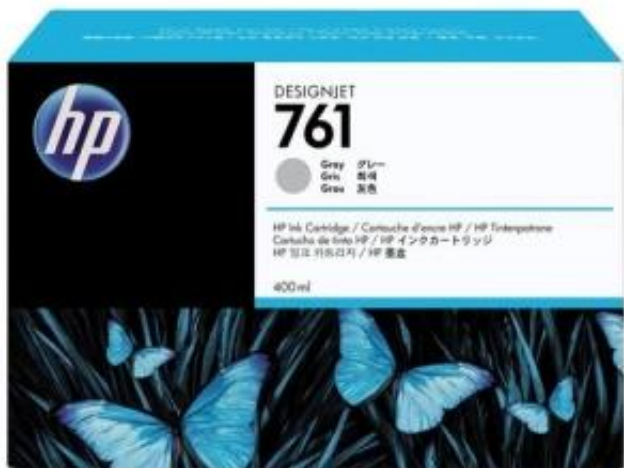 hp
DESIGNJET
761
Gray グレー
Gris 회색
Grau 灰色
HP Ink Cartridge / Cartouche d'encre HP / HP Tintenpatrone
Cartucho de tinta HP / HP インクカートリッジ
HP 잉크 카트리지 / HP 墨盒
400 ml